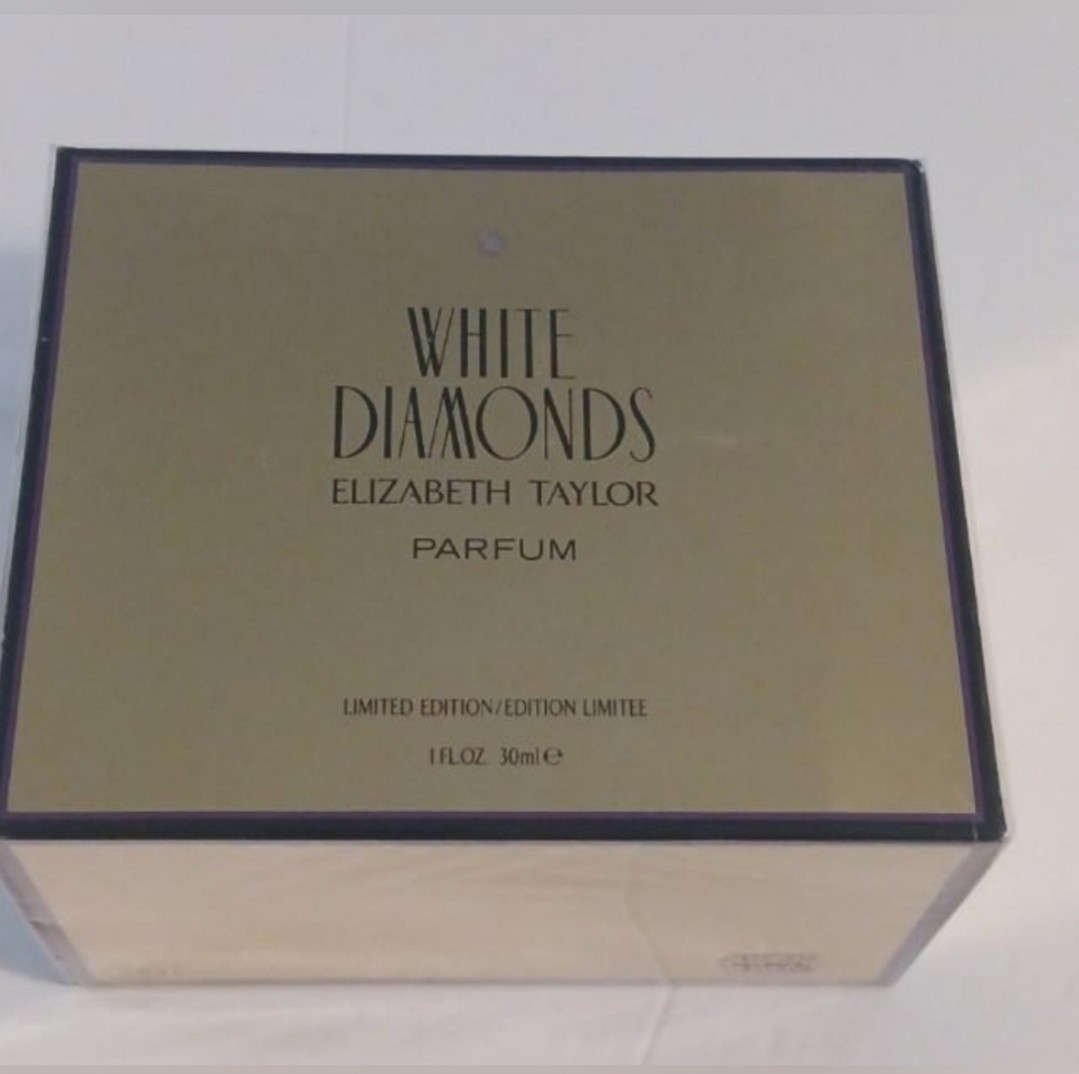 WHITE
DIAMONDS
ELIZABETH TAYLOR
PARFUM
LIMITED EDITION/EDITION LIMITEE
1 FL.OZ. 30ml ℮